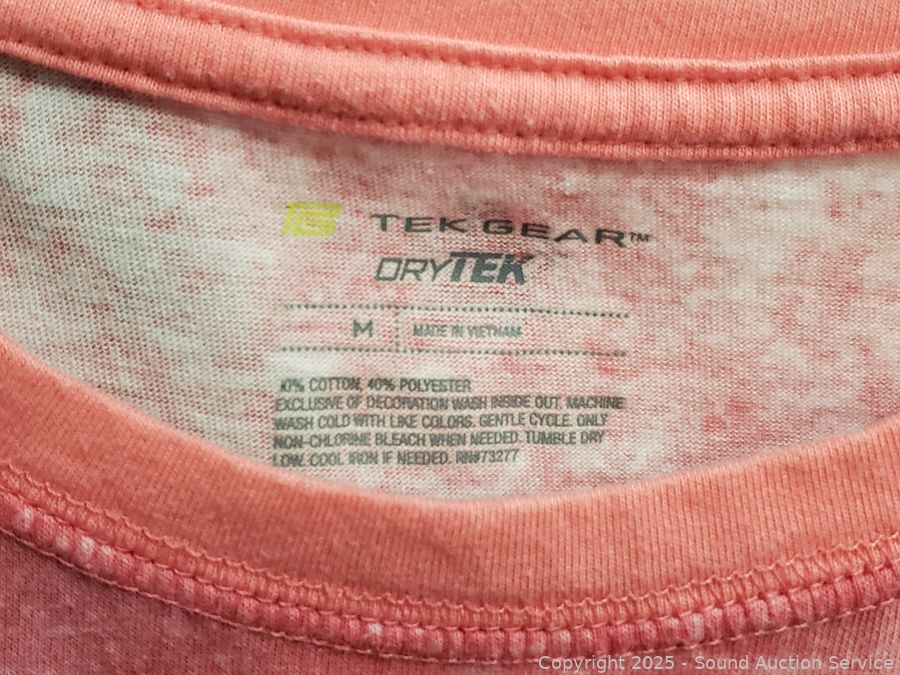 TEK GEAR™
DRYTEK
M MADE IN VIETNAM
0% COTTON, 40% POLYESTER
EXCLUSIVE OF DECORATION WASH INSIDE OUT, MACHINE
WASH COLD WITH LIKE COLORS. GENTLE CYCLE. ONLY
NON-CHLORINE BLEACH WHEN NEEDED. TUMBLE DRY
LOW. COOL IRON IF NEEDED. RN#73277
Copyright © 2025 - Sound Auction Service